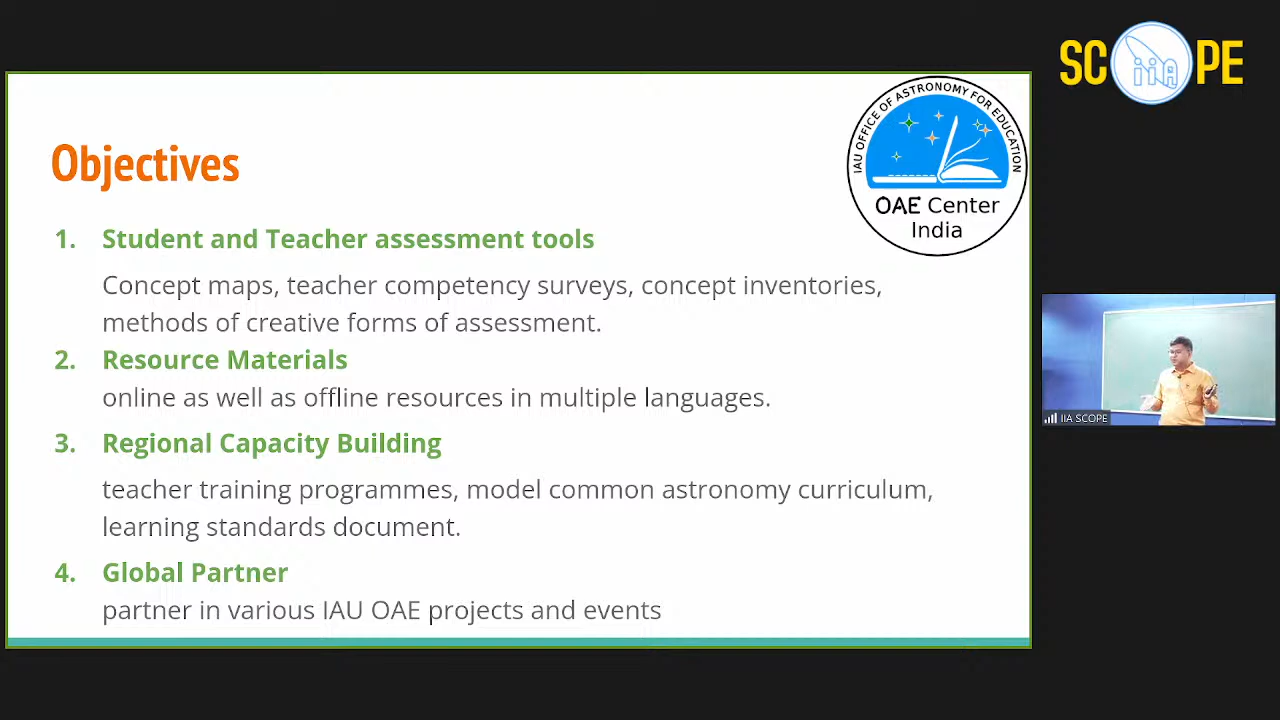 SC iiA PE
IAU OFFICE OF ASTRONOMY FOR EDUCATION
OAE Center
India
Objectives
1. Student and Teacher assessment tools
Concept maps, teacher competency surveys, concept inventories,
methods of creative forms of assessment.
2. Resource Materials
online as well as offline resources in multiple languages.
3. Regional Capacity Building
teacher training programmes, model common astronomy curriculum,
learning standards document.
4. Global Partner
partner in various IAU OAE projects and events
IIA SCOPE